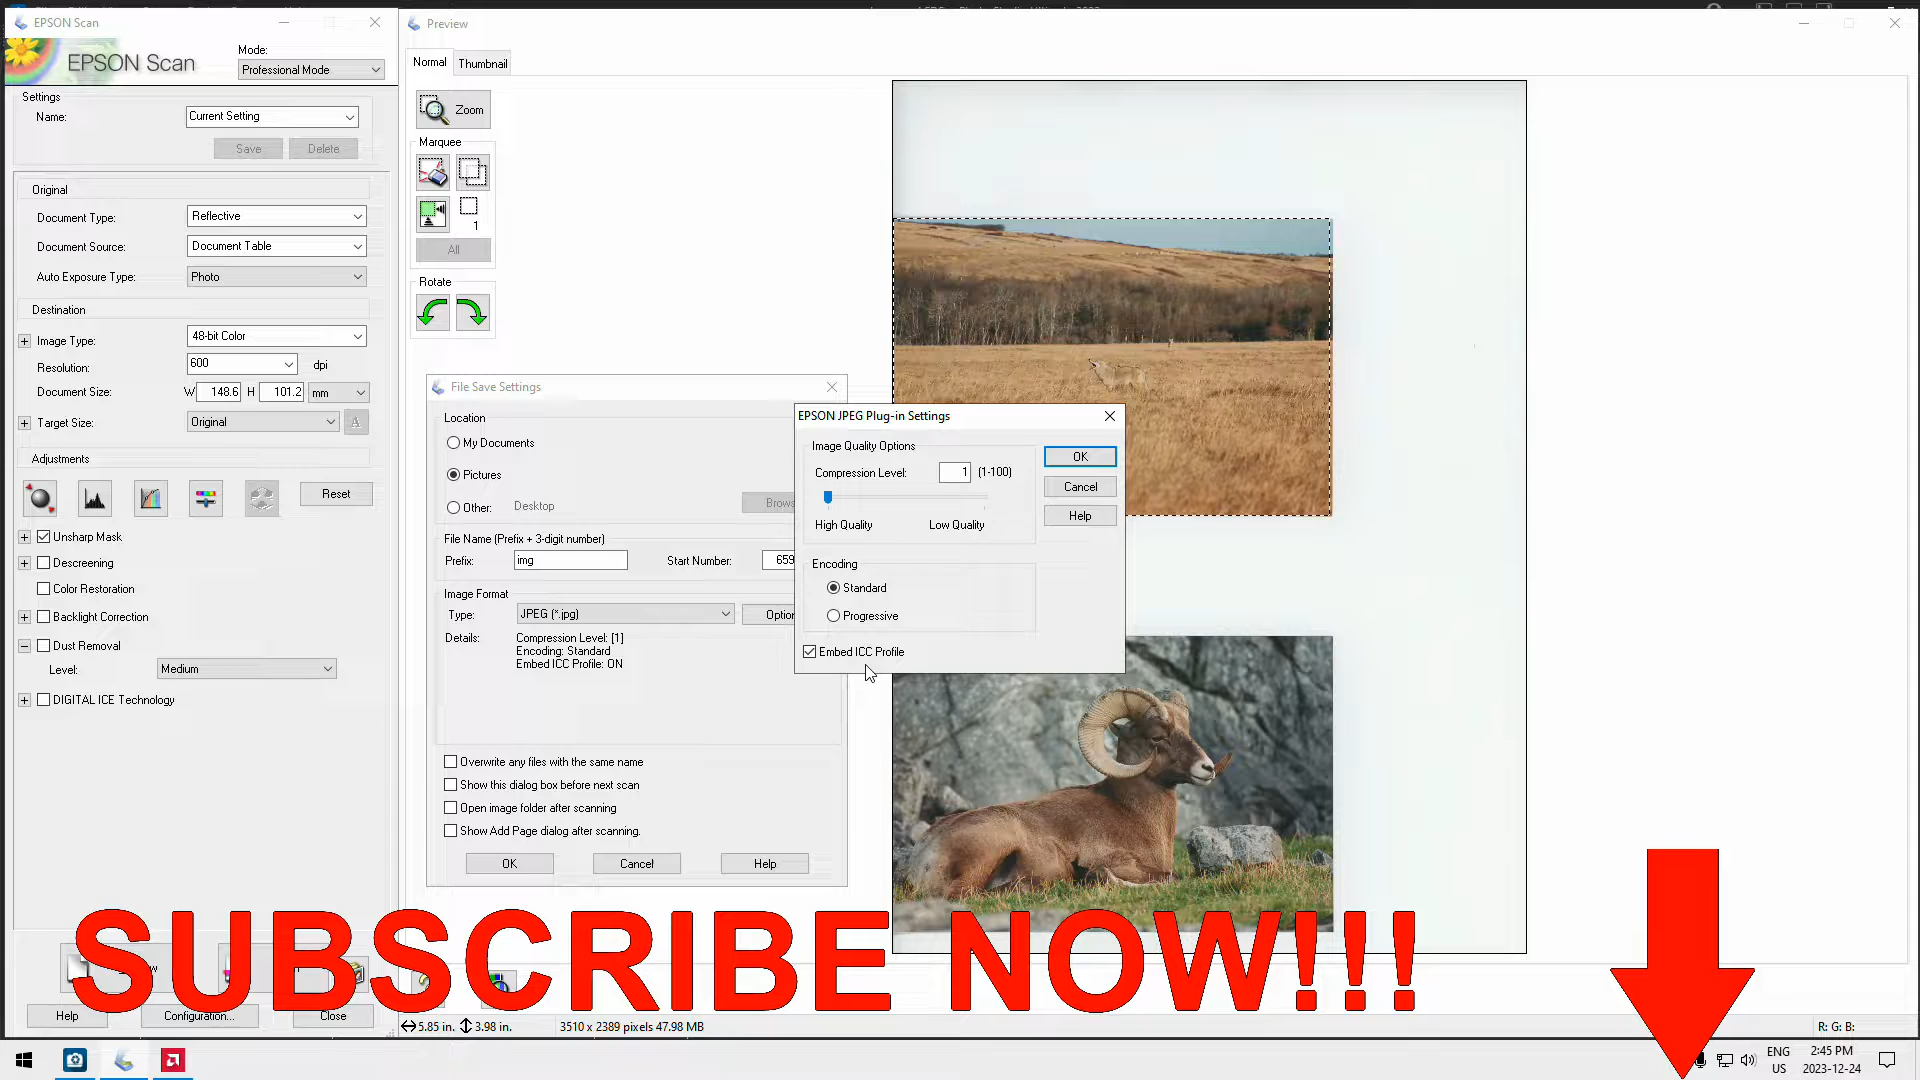 EPSON Scan
EPSON Scan
Mode:
Professional Mode
Settings
Name:
Current Setting
Save
Delete
Original
Document Type:
Reflective
Document Source:
Document Table
Auto Exposure Type:
Photo
Destination
Image Type:
48-bit Color
Resolution:
600
dpi
Document Size:
W
148.6
H
101.2
mm
Target Size:
Original
A
Adjustments
Reset
Unsharp Mask
Descreening
Color Restoration
Backlight Correction
Dust Removal
Level:
Medium
DIGITAL ICE Technology
Help
Configuration...
Close
Preview
Normal
Thumbnail
Zoom
Marquee
1
All
Rotate
File Save Settings
Location
My Documents
Pictures
Other:
Desktop
File Name (Prefix + 3-digit number)
Prefix:
img
Start Number:
659
Image Format
Type:
JPEG (*.jpg)
Details:
Compression Level: [1]
Encoding: Standard
Embed ICC Profile: ON
Overwrite any files with the same name
Show this dialog box before next scan
Open image folder after scanning
Show Add Page dialog after scanning.
OK
Cancel
Help
EPSON JPEG Plug-in Settings
Image Quality Options
Compression Level:
1
(1-100)
High Quality
Low Quality
Encoding
Standard
Progressive
Embed ICC Profile
OK
Cancel
Help
SUBSCRIBE NOW!!!
5.85 in.
3.98 in.
3510 x 2389 pixels 47.98 MB
R: G: B:
ENG
US
2:45 PM
2023-12-24